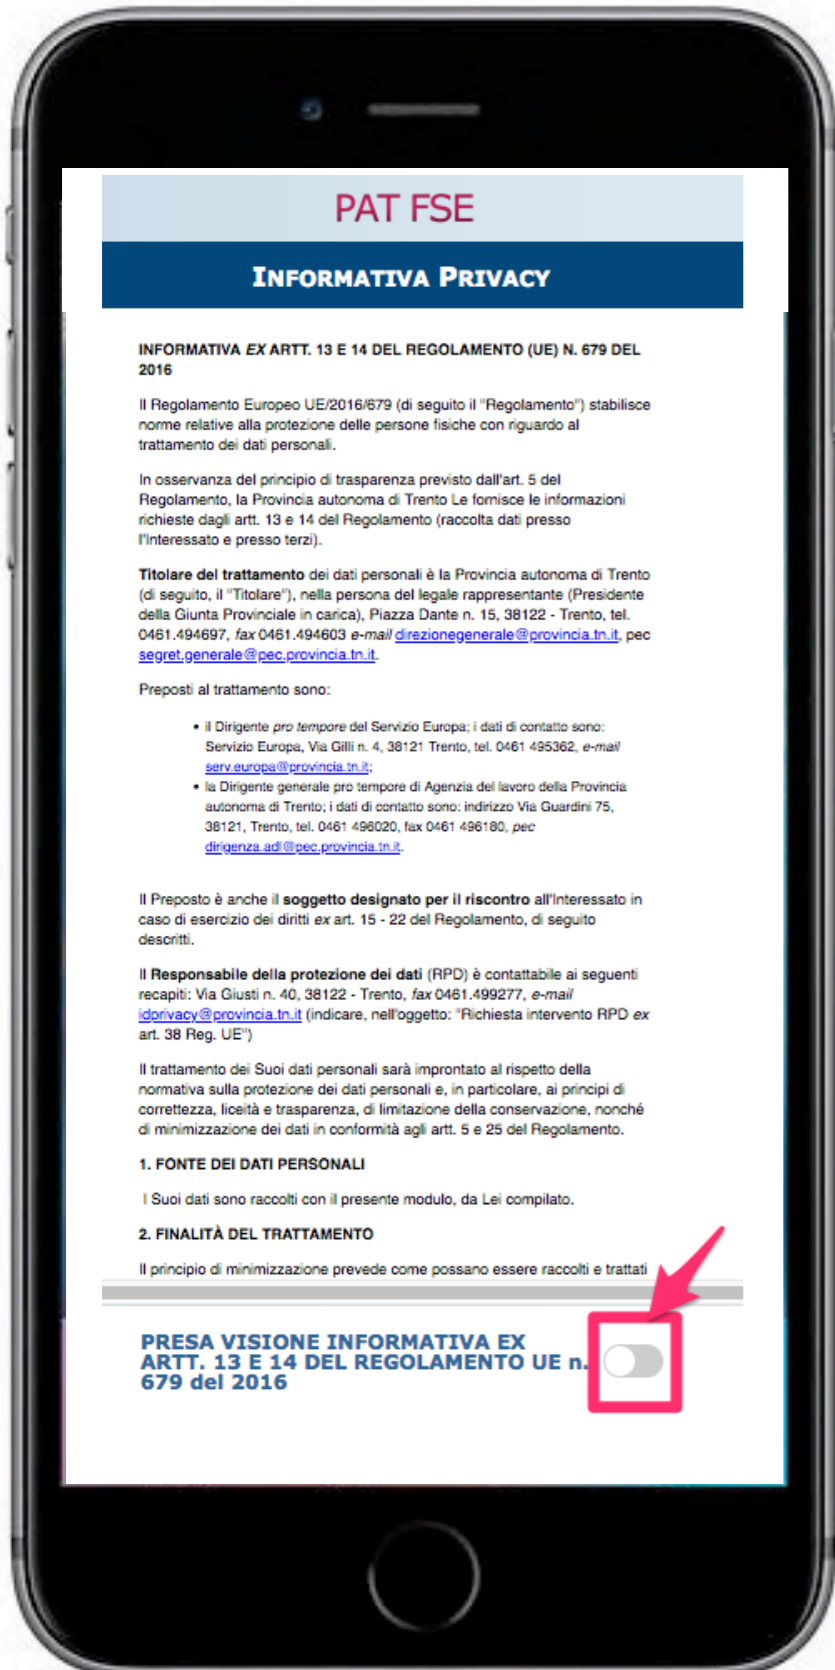 PAT FSE
INFORMATIVA PRIVACY
INFORMATIVA EX ARTT. 13 E 14 DEL REGOLAMENTO (UE) N. 679 DEL
2016
Il Regolamento Europeo UE/2016/679 (di seguito il "Regolamento") stabilisce
norme relative alla protezione delle persone fisiche con riguardo al
trattamento dei dati personali.
In osservanza del principio di trasparenza previsto dall'art. 5 del
Regolamento, la Provincia autonoma di Trento Le fornisce le informazioni
richieste dagli artt. 13 e 14 del Regolamento (raccolta dati presso
l'Interessato e presso terzi).
Titolare del trattamento dei dati personali è la Provincia autonoma di Trento
(di seguito, il "Titolare"), nella persona del legale rappresentante (Presidente
della Giunta Provinciale in carica), Piazza Dante n. 15, 38122 - Trento, tel.
0461.494697, fax 0461.494603 e-mail direzionegenerale@provincia.tn.it, pec
segret.generale@pec.provincia.tn.it.
Preposti al trattamento sono:
• il Dirigente pro tempore del Servizio Europa; i dati di contatto sono:
Servizio Europa, Via Gilli n. 4, 38121 Trento, tel. 0461 495362, e-mail
serv.europa@provincia.tn.it;
• la Dirigente generale pro tempore di Agenzia del lavoro della Provincia
autonoma di Trento; i dati di contatto sono: indirizzo Via Guardini 75,
38121, Trento, tel. 0461 496020, fax 0461 496180, pec
dirigenza.adl@pec.provincia.tn.it.
Il Preposto è anche il soggetto designato per il riscontro all'Interessato in
caso di esercizio dei diritti ex art. 15 - 22 del Regolamento, di seguito
descritti.
Il Responsabile della protezione dei dati (RPD) è contattabile ai seguenti
recapiti: Via Giusti n. 40, 38122 - Trento, fax 0461.499277, e-mail
idprivacy@provincia.tn.it (indicare, nell'oggetto: "Richiesta intervento RPD ex
art. 38 Reg. UE")
Il trattamento dei Suoi dati personali sarà improntato al rispetto della
normativa sulla protezione dei dati personali e, in particolare, ai principi di
correttezza, liceità e trasparenza, di limitazione della conservazione, nonché
di minimizzazione dei dati in conformità agli artt. 5 e 25 del Regolamento.
1. FONTE DEI DATI PERSONALI
I Suoi dati sono raccolti con il presente modulo, da Lei compilato.
2. FINALITÀ DEL TRATTAMENTO
Il principio di minimizzazione prevede come possano essere raccolti e trattati
PRESA VISIONE INFORMATIVA EX
ARTT. 13 E 14 DEL REGOLAMENTO UE n.
679 del 2016